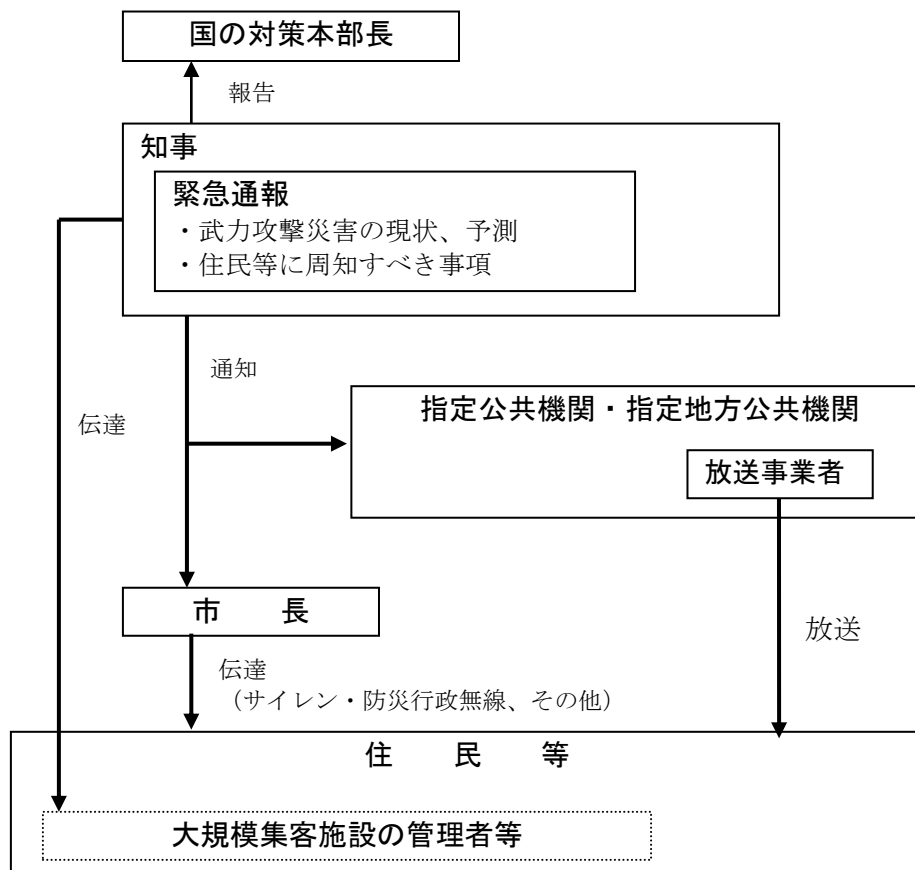 国の対策本部長
報告
知事
緊急通報
・武力攻撃災害の現状、予測
・住民等に周知すべき事項
通知
伝達
指定公共機関・指定地方公共機関
放送事業者
市　　長
放送
伝達
（サイレン・防災行政無線、その他）
住　　民　　等
大規模集客施設の管理者等